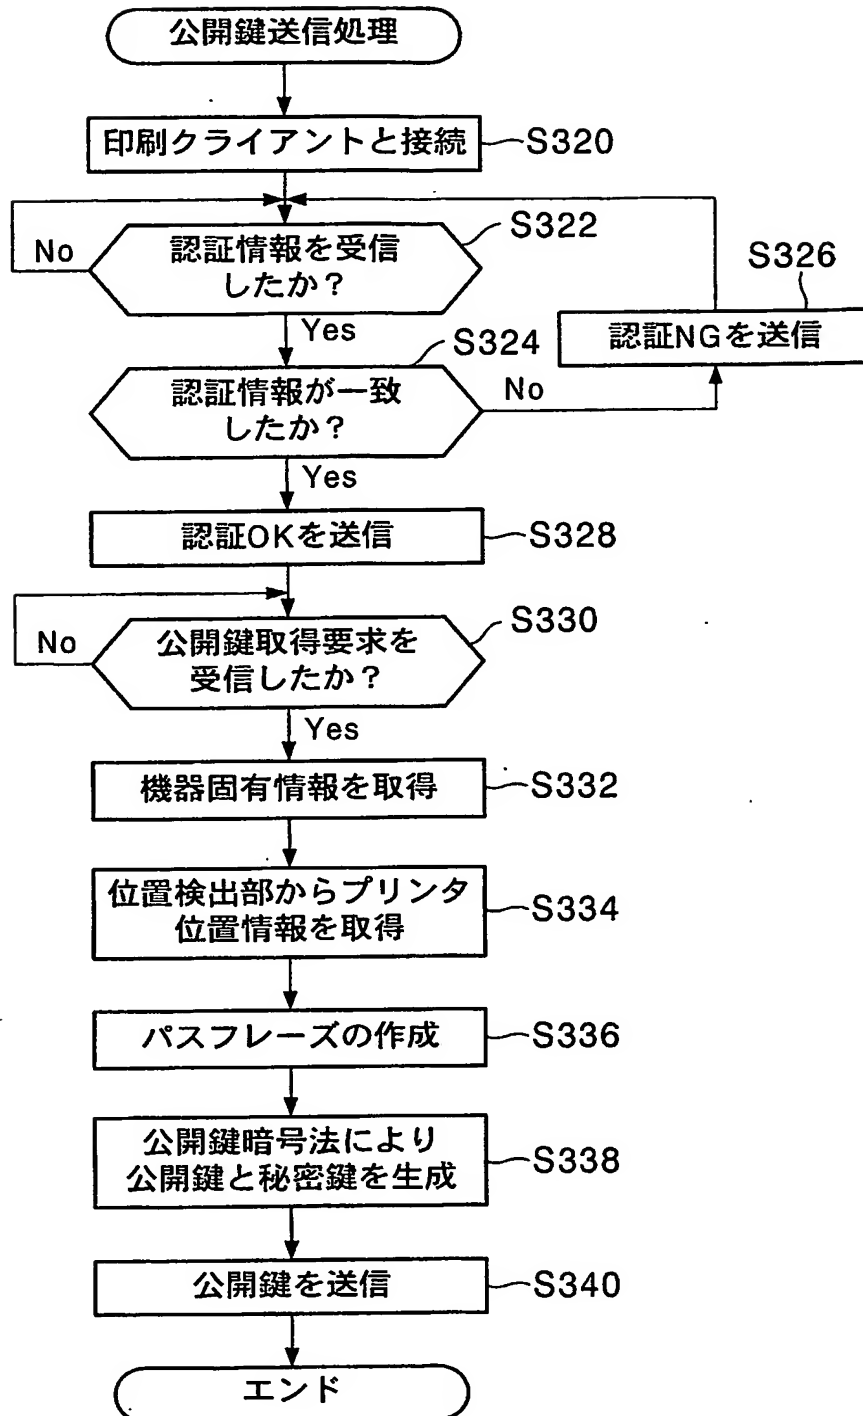 公開鍵送信処理
印刷クライアントと接続 S320
No
認証情報を受信
したか?
S322
Yes
S326
認証NGを送信
S324
認証情報が一致
したか?
No
Yes
認証OKを送信 S328
No
公開鍵取得要求を
受信したか?
S330
Yes
機器固有情報を取得 S332
位置検出部からプリンタ
位置情報を取得
S334
パスフレーズの作成 S336
公開鍵暗号法により
公開鍵と秘密鍵を生成
S338
公開鍵を送信 S340
エンド